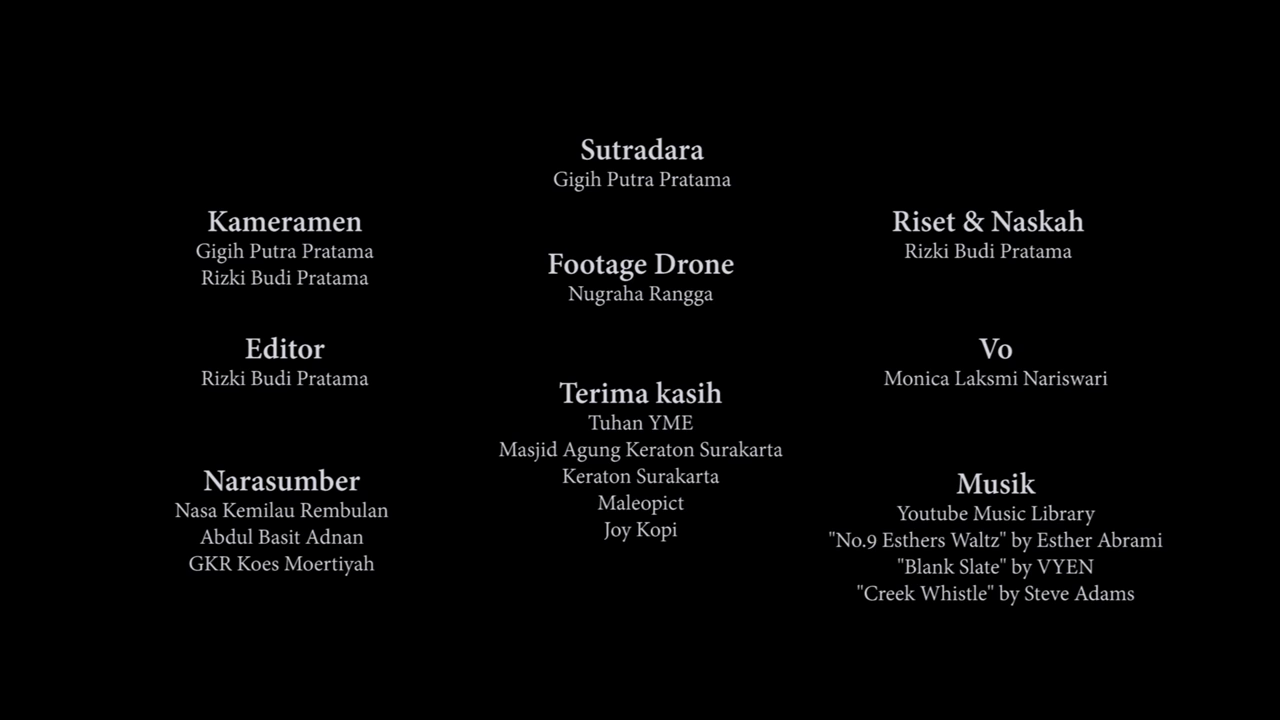 Sutradara
Gigih Putra Pratama
Kameramen
Gigih Putra Pratama
Rizki Budi Pratama
Riset & Naskah
Rizki Budi Pratama
Footage Drone
Nugraha Rangga
Editor
Rizki Budi Pratama
Vo
Monica Laksmi Nariswari
Terima kasih
Tuhan YME
Masjid Agung Keraton Surakarta
Keraton Surakarta
Maleopict
Joy Kopi
Narasumber
Nasa Kemilau Rembulan
Abdul Basit Adnan
GKR Koes Moertiyah
Musik
Youtube Music Library
"No.9 Esthers Waltz" by Esther Abrami
"Blank Slate" by VYEN
"Creek Whistle" by Steve Adams